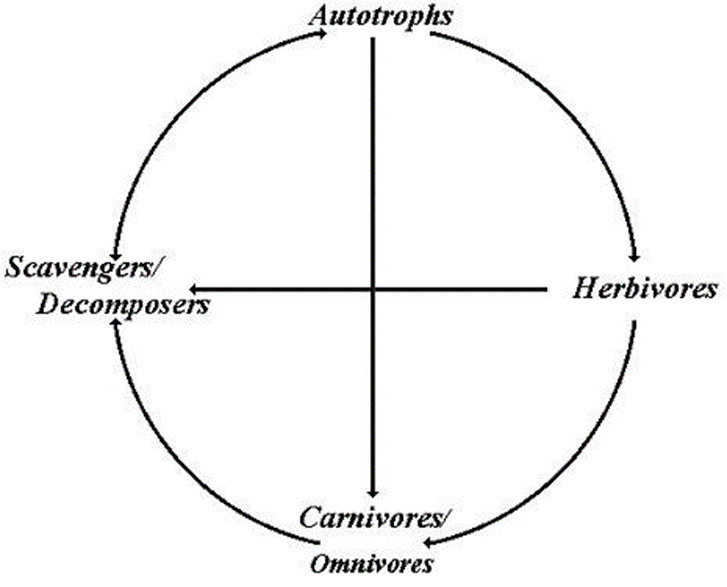 Autotrophs
Scavengers/
Decomposers
Herbivores
Carnivores/
Omnivores